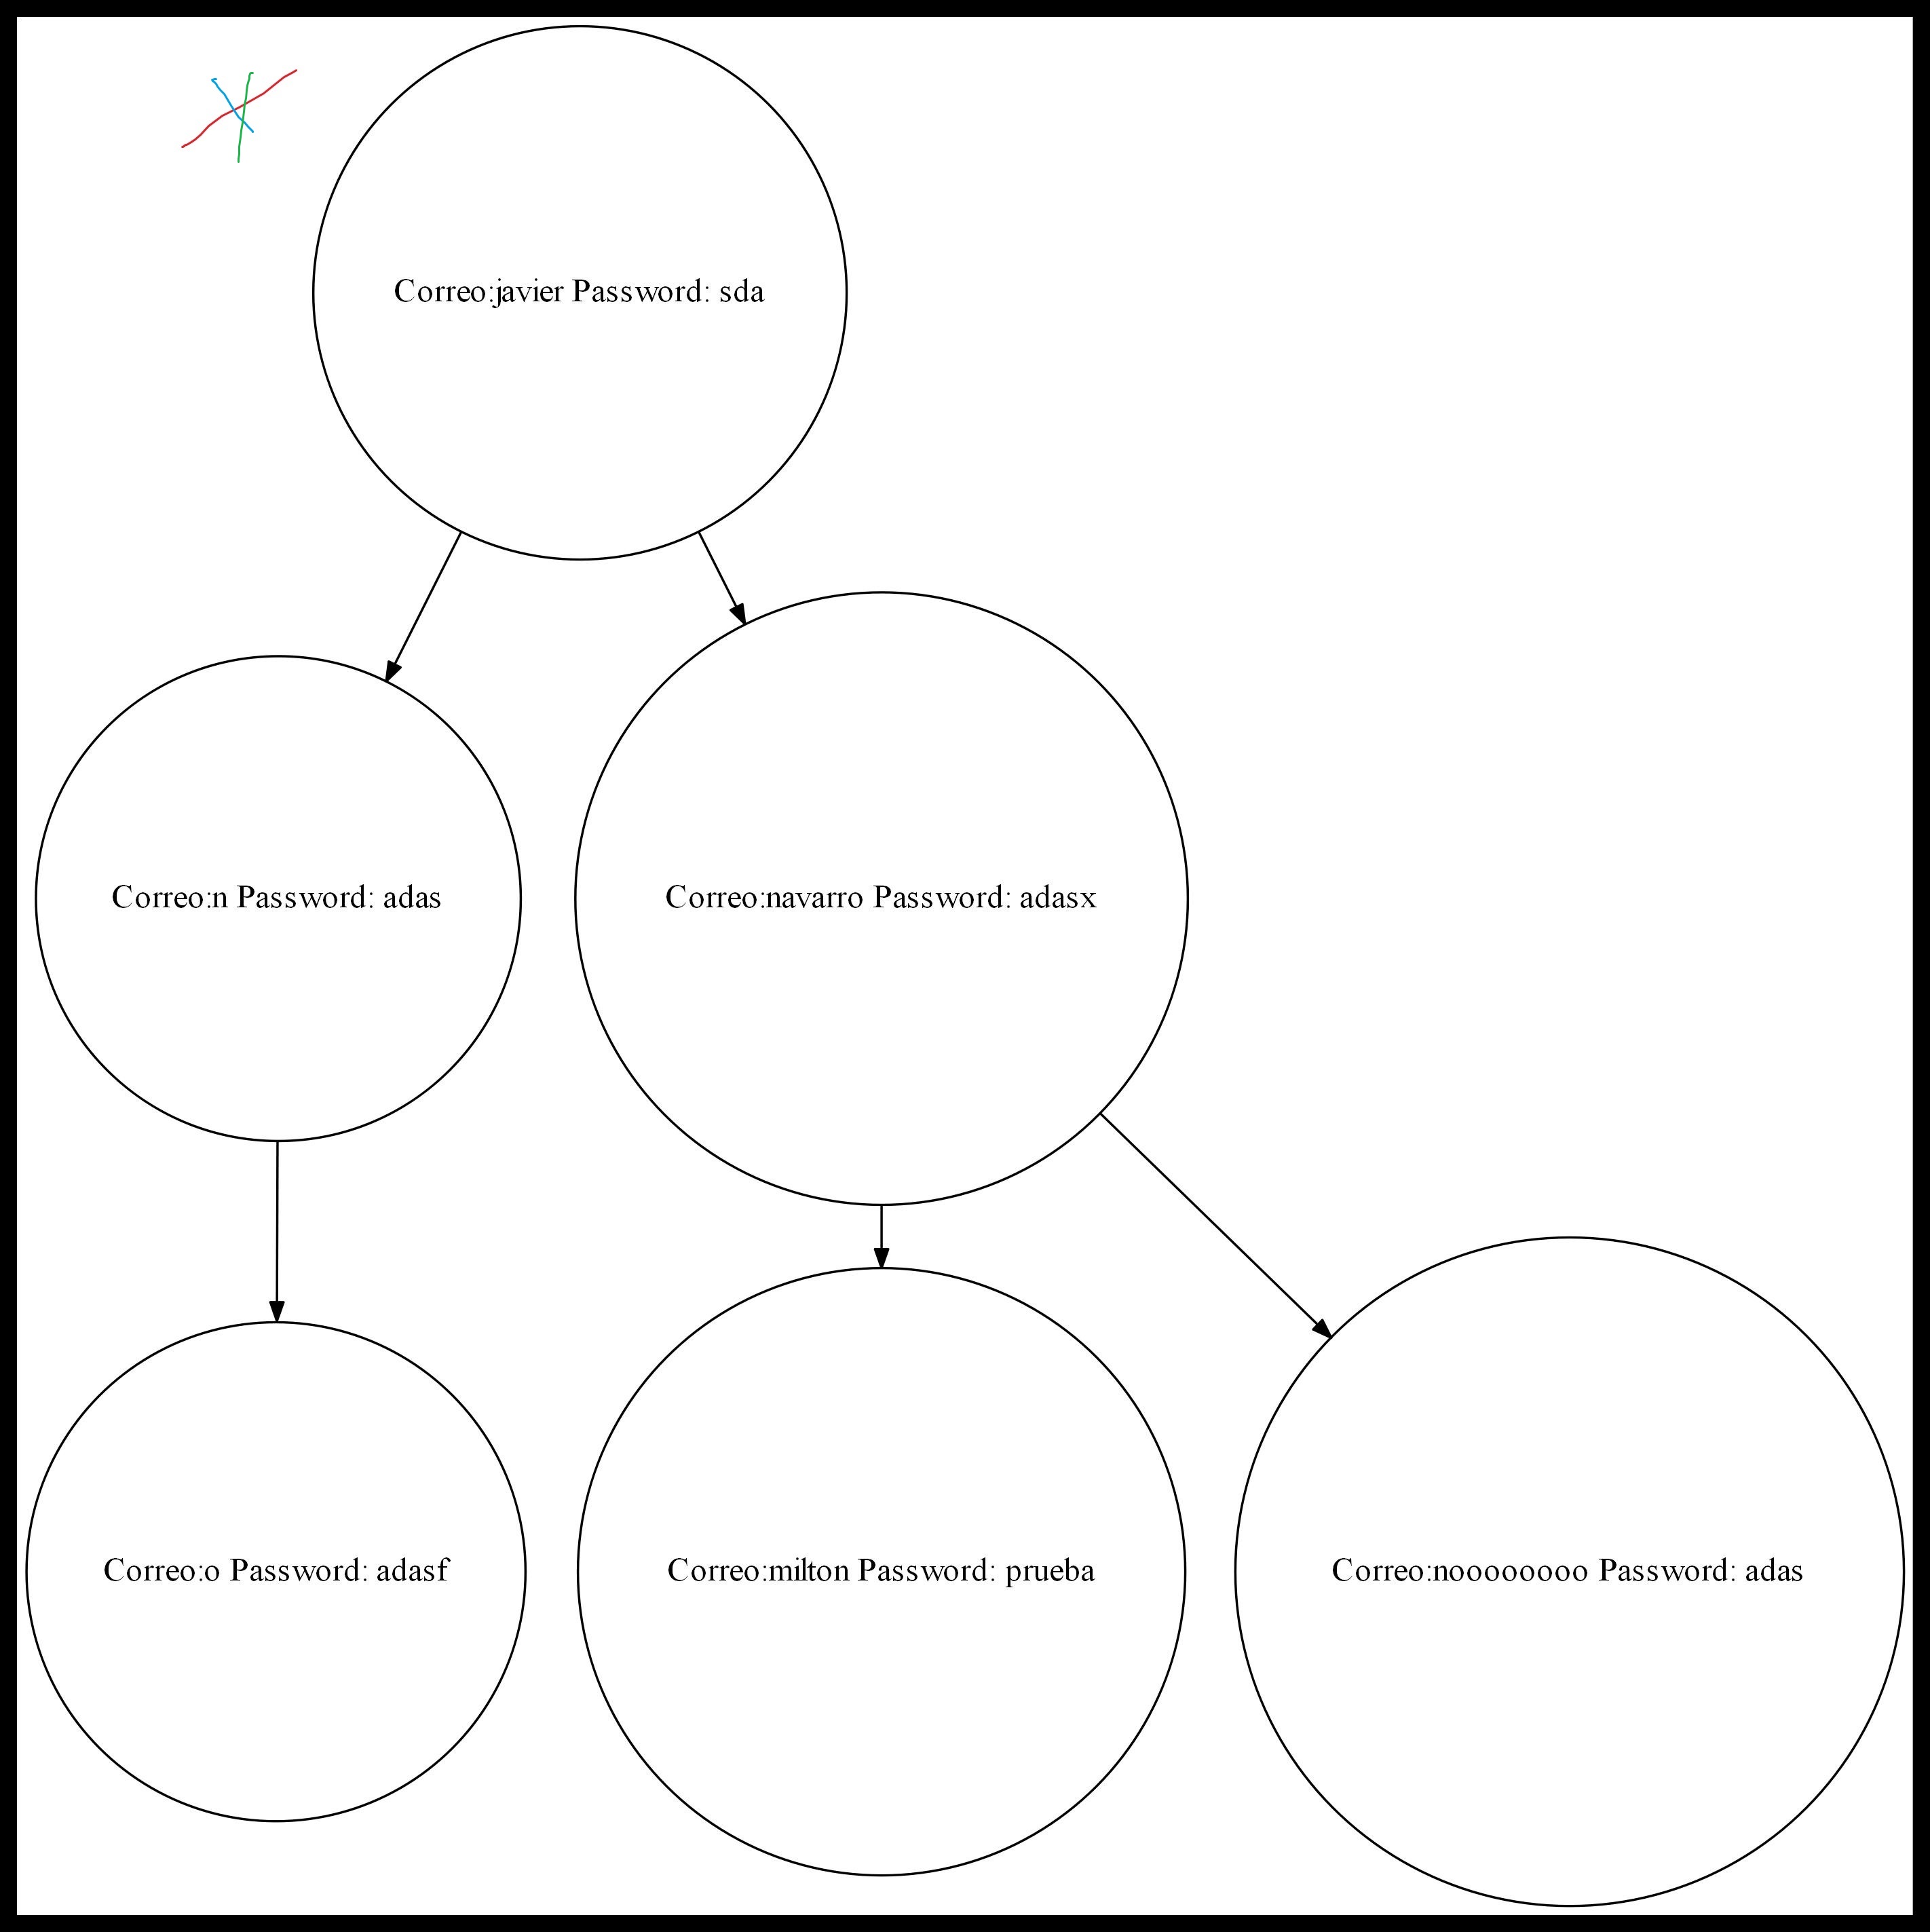 Correo:javier Password: sda
Correo:n Password: adas
Correo:navarro Password: adasx
Correo:o Password: adasf
Correo:milton Password: prueba
Correo:noooooooo Password: adas